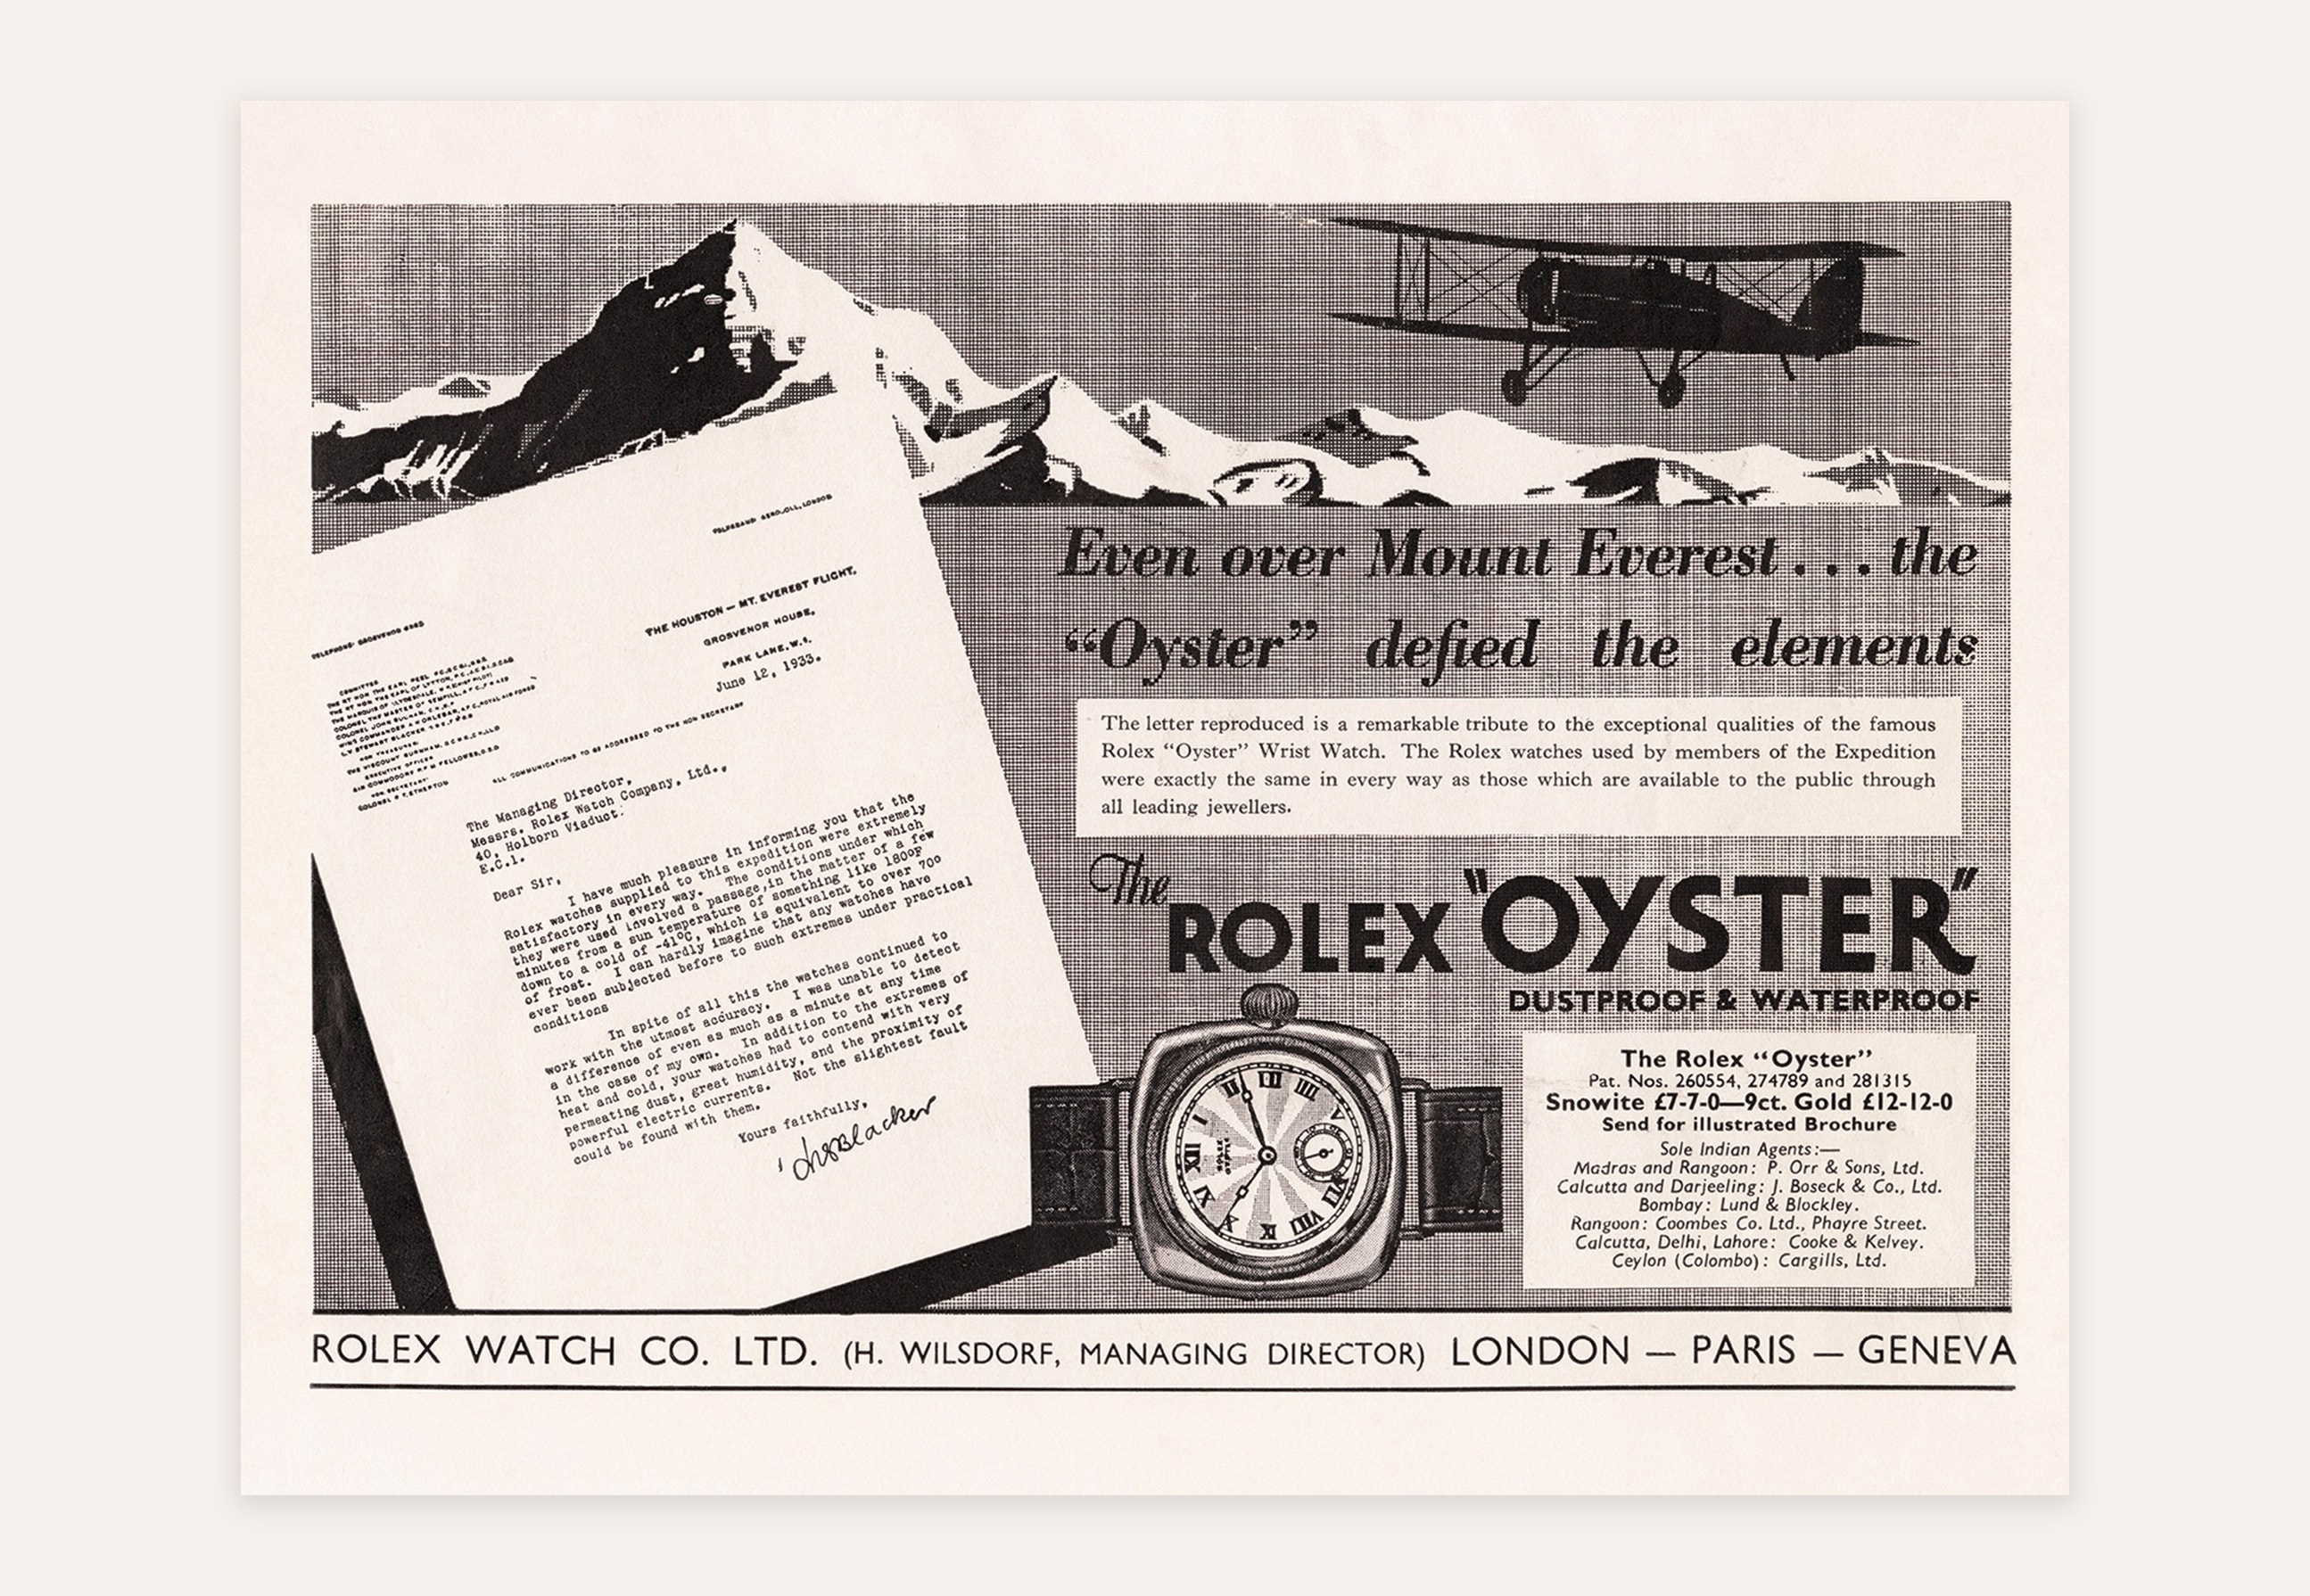 LONDON
THE HOUSTON — MT. EVEREST FLIGHT,
GROSVENOR HOUSE,
PARK LANE, W.1.
June 12, 1933.
COMMITTEE
ALL COMMUNICATIONS TO BE ADDRESSED TO THE HON SECRETARY
The Managing Director,
Messrs. Rolex Watch Company, Ltd.,
40, Holborn Viaduct.
E.C.1.
Dear Sir,
I have much pleasure in informing you that the
Rolex watches supplied to this expedition were extremely
satisfactory in every way. The conditions under which
they were used involved a passage,in the matter of a few
minutes from a sun temperature of something like 180OF
down to a cold of -41ºC, which is equivalent to over 70O
of frost. I can hardly imagine that any watches have
ever been subjected before to such extremes under practical
conditions
In spite of all this the watches continued to
work with the utmost accuracy. I was unable to detect
a difference of even as much as a minute at any time
in the case of my own. In addition to the extremes of
heat and cold, your watches had to contend with very
permeating dust, great humidity, and the proximity of
powerful electric currents. Not the slightest fault
could be found with them.
Yours faithfully,
Blacker
Even over Mount Everest . . . the
“Oyster” defied the elements
The letter reproduced is a remarkable tribute to the exceptional qualities of the famous
Rolex “Oyster” Wrist Watch. The Rolex watches used by members of the Expedition
were exactly the same in every way as those which are available to the public through
all leading jewellers.
The
ROLEX "OYSTER"
DUSTPROOF & WATERPROOF
ROLEX
OYSTER
The Rolex “Oyster”
Pat. Nos. 260554, 274789 and 281315
Snowite £7-7-0—9ct. Gold £12-12-0
Send for illustrated Brochure
Sole Indian Agents:—
Madras and Rangoon: P. Orr & Sons, Ltd.
Calcutta and Darjeeling: J. Boseck & Co., Ltd.
Bombay: Lund & Blockley.
Rangoon: Coombes Co. Ltd., Phayre Street.
Calcutta, Delhi, Lahore: Cooke & Kelvey.
Ceylon (Colombo): Cargills, Ltd.
ROLEX WATCH CO. LTD. (H. WILSDORF, MANAGING DIRECTOR) LONDON — PARIS — GENEVA